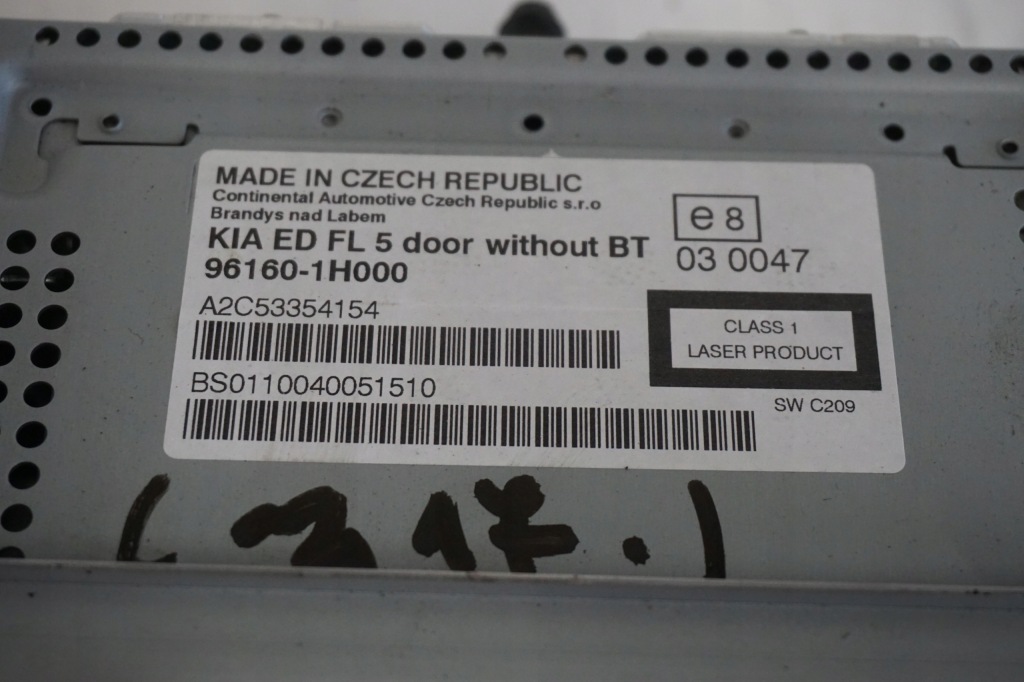 MADE IN CZECH REPUBLIC
Continental Automotive Czech Republic s.r.o
Brandys nad Labem
KIA ED FL 5 door without BT
96160-1H000
e8
03 0047
A2C53354154
CLASS 1
LASER PRODUCT
BS0110040051510
SW C209